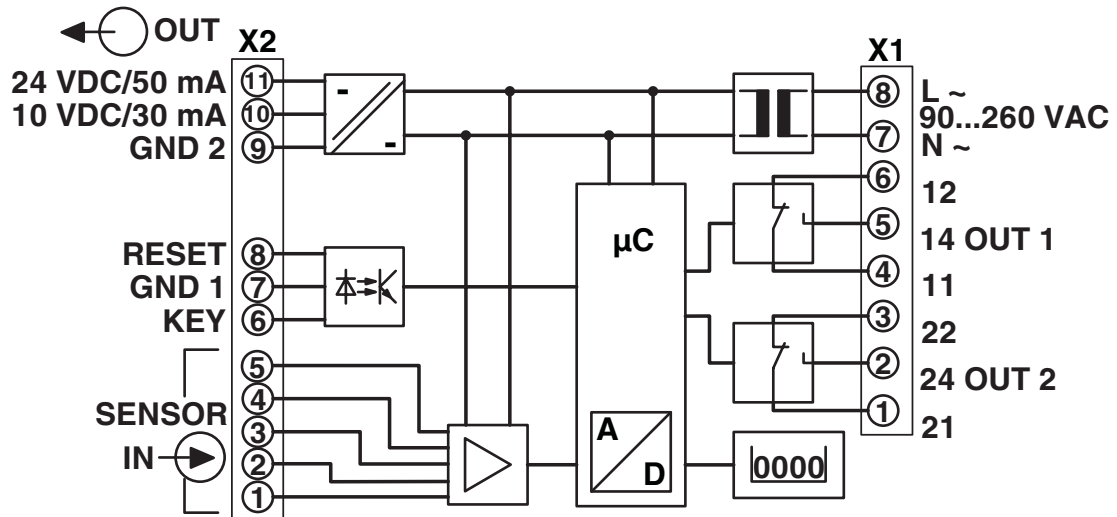 OUT
X2
X1
24 VDC/50 mA
11
10 VDC/30 mA
10
GND 2
9
-
-
8
L ~
90...260 VAC
7
N ~
6
12
5
14 OUT 1
4
11
3
22
2
24 OUT 2
1
21
RESET
8
GND 1
7
KEY
6
µC
SENSOR
IN
5
4
3
2
1
A
D
0000